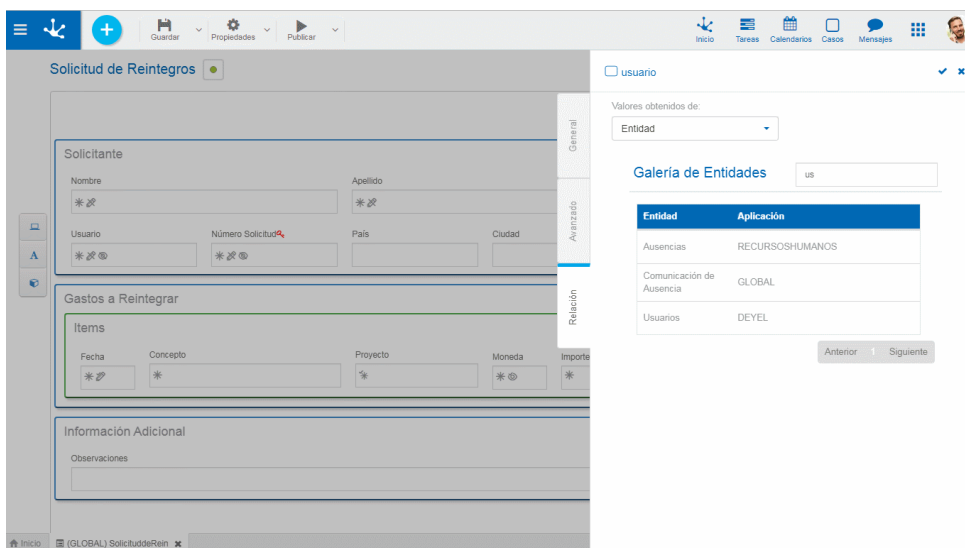 Guardar
Propiedades
Publicar
Inicio
Tareas
Calendarios
Casos
Mensajes
Solicitud de Reintegros
usuario
Valores obtenidos de:
Entidad
General
Avanzado
Relación
Galería de Entidades
us
Entidad Aplicación
Ausencias RECURSOSHUMANOS
Comunicación de
Ausencia
GLOBAL
Usuarios DEYEL
Anterior 1 Siguiente
Solicitante
Nombre Apellido
Usuario Número Solicitud País Ciudad
A
Gastos a Reintegrar
Items
Fecha Concepto Proyecto Moneda Importe
Información Adicional
Observaciones
Inicio
(GLOBAL) SolicituddeRein